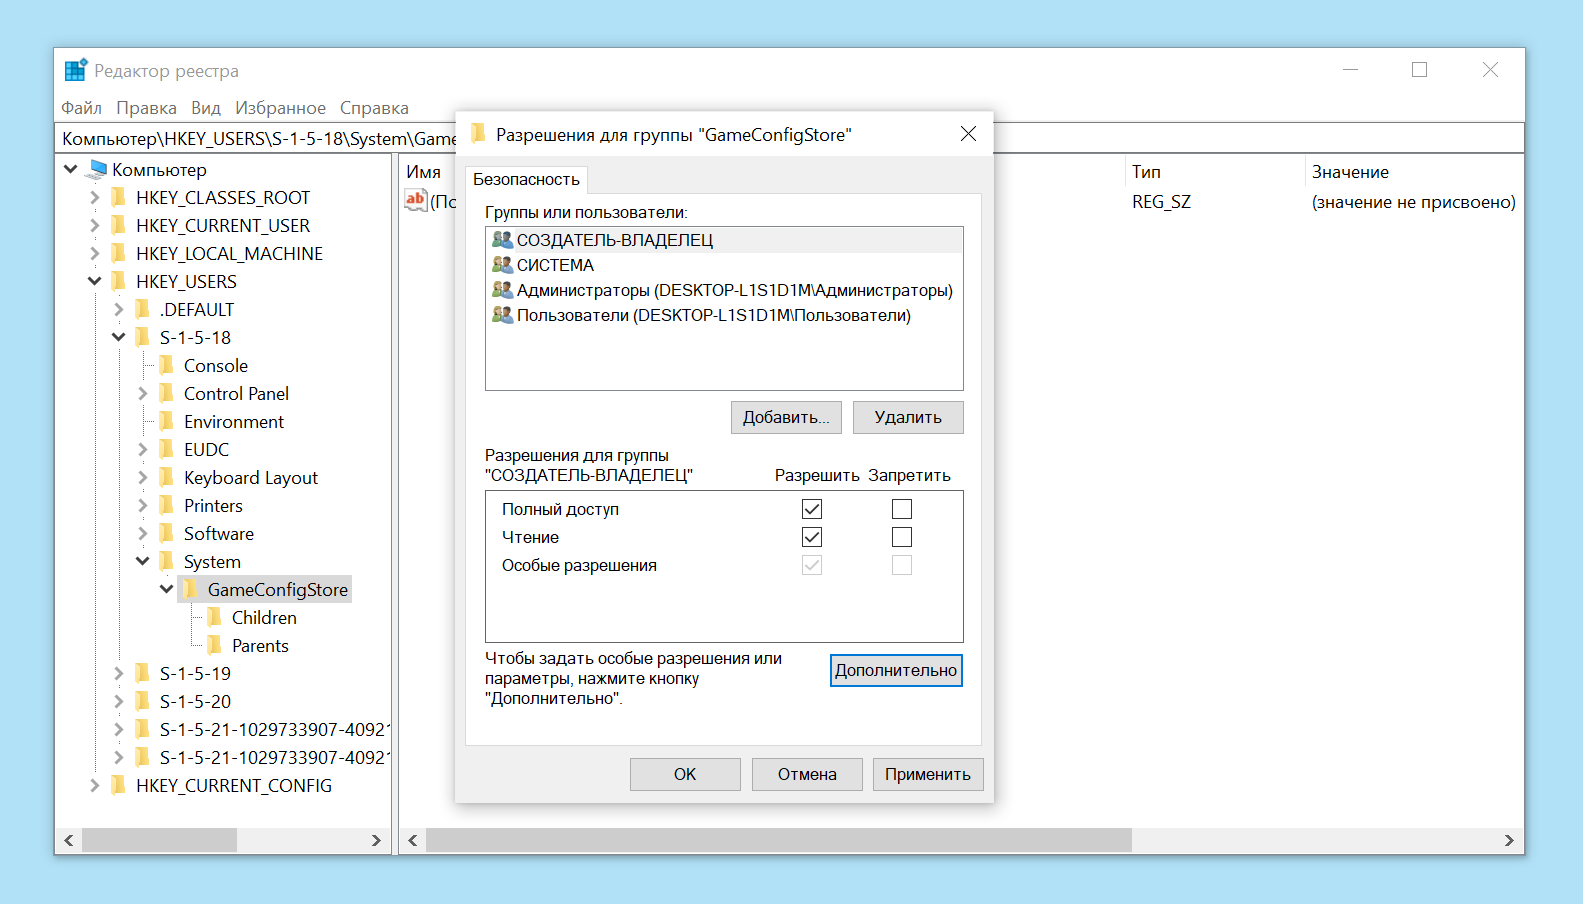 Редактор реестра
Файл Правка Вид Избранное Справка
Компьютер\HKEY_USERS\S-1-5-18\System\Game
Компьютер
HKEY_CLASSES_ROOT
HKEY_CURRENT_USER
HKEY_LOCAL_MACHINE
HKEY_USERS
.DEFAULT
S-1-5-18
Console
Control Panel
Environment
EUDC
Keyboard Layout
Printers
Software
System
GameConfigStore
Children
Parents
S-1-5-19
S-1-5-20
S-1-5-21-1029733907-40921
S-1-5-21-1029733907-40921
HKEY_CURRENT_CONFIG
Имя Тип Значение
ab (По REG_SZ (значение не присвоено)
Разрешения для группы "GameConfigStore"
Безопасность
Группы или пользователи:
СОЗДАТЕЛЬ-ВЛАДЕЛЕЦ
СИСТЕМА
Администраторы (DESKTOP-L1S1D1M\Администраторы)
Пользователи (DESKTOP-L1S1D1M\Пользователи)
Добавить... Удалить
Разрешения для группы
"СОЗДАТЕЛЬ-ВЛАДЕЛЕЦ" Разрешить Запретить
Полный доступ
Чтение
Особые разрешения
Чтобы задать особые разрешения или
параметры, нажмите кнопку
"Дополнительно".
Дополнительно
OK Отмена Применить